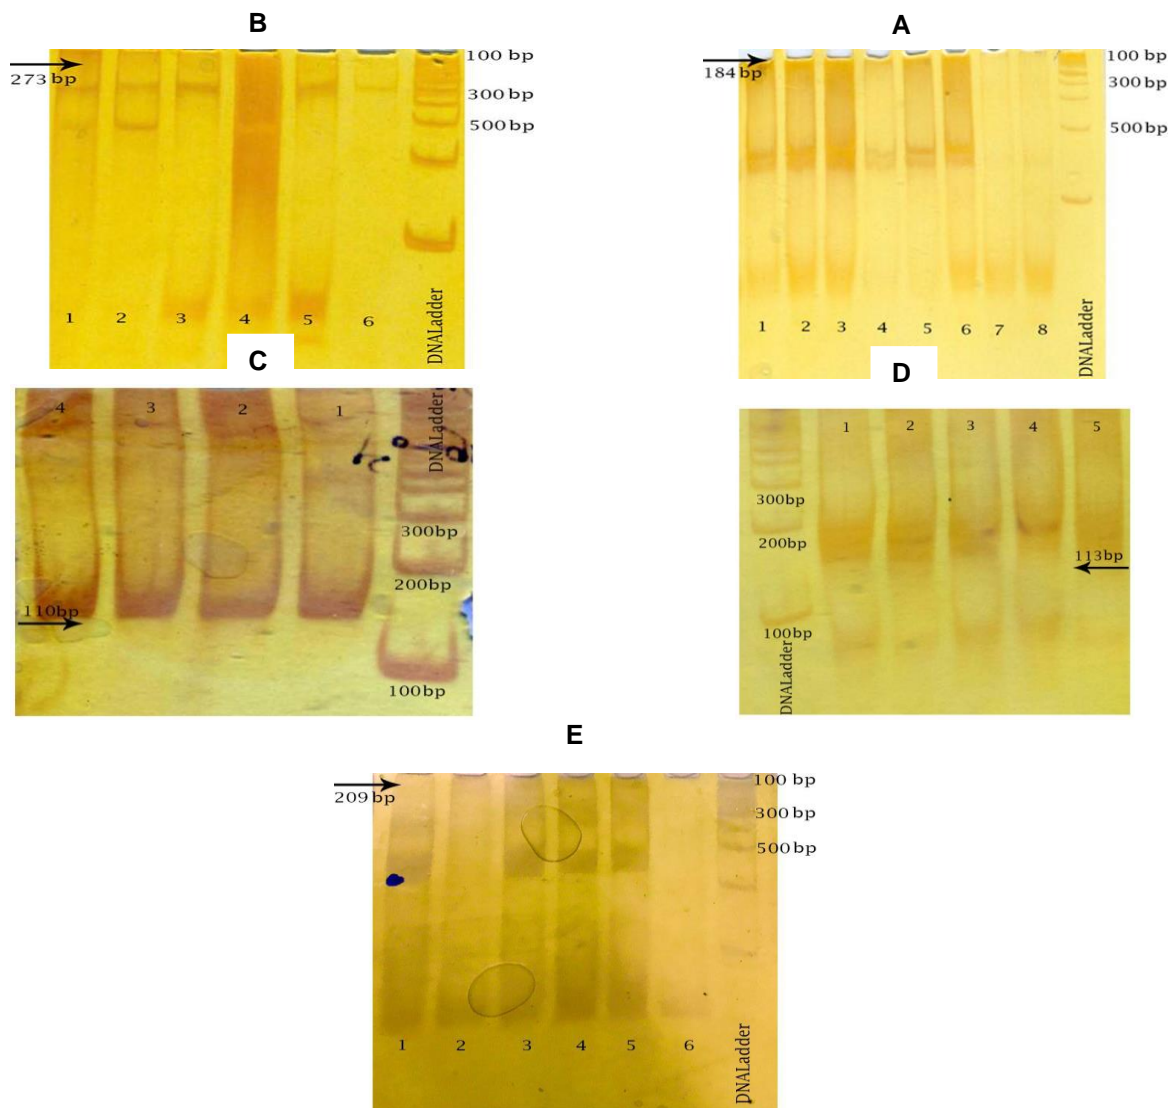 B
273 bp
100 bp
300 bp
500 bp
1 2 3 4 5 6
DNALadder
A
184 bp
100 bp
300 bp
500 bp
1 2 3 4 5 6 7 8
DNALadder
C
4 3 2 1
DNALadder
300bp
200bp
110bp
100bp
D
1 2 3 4 5
300bp
200bp
113bp
100bp
DNALadder
E
209 bp
100 bp
300 bp
500 bp
1 2 3 4 5 6
DNALadder